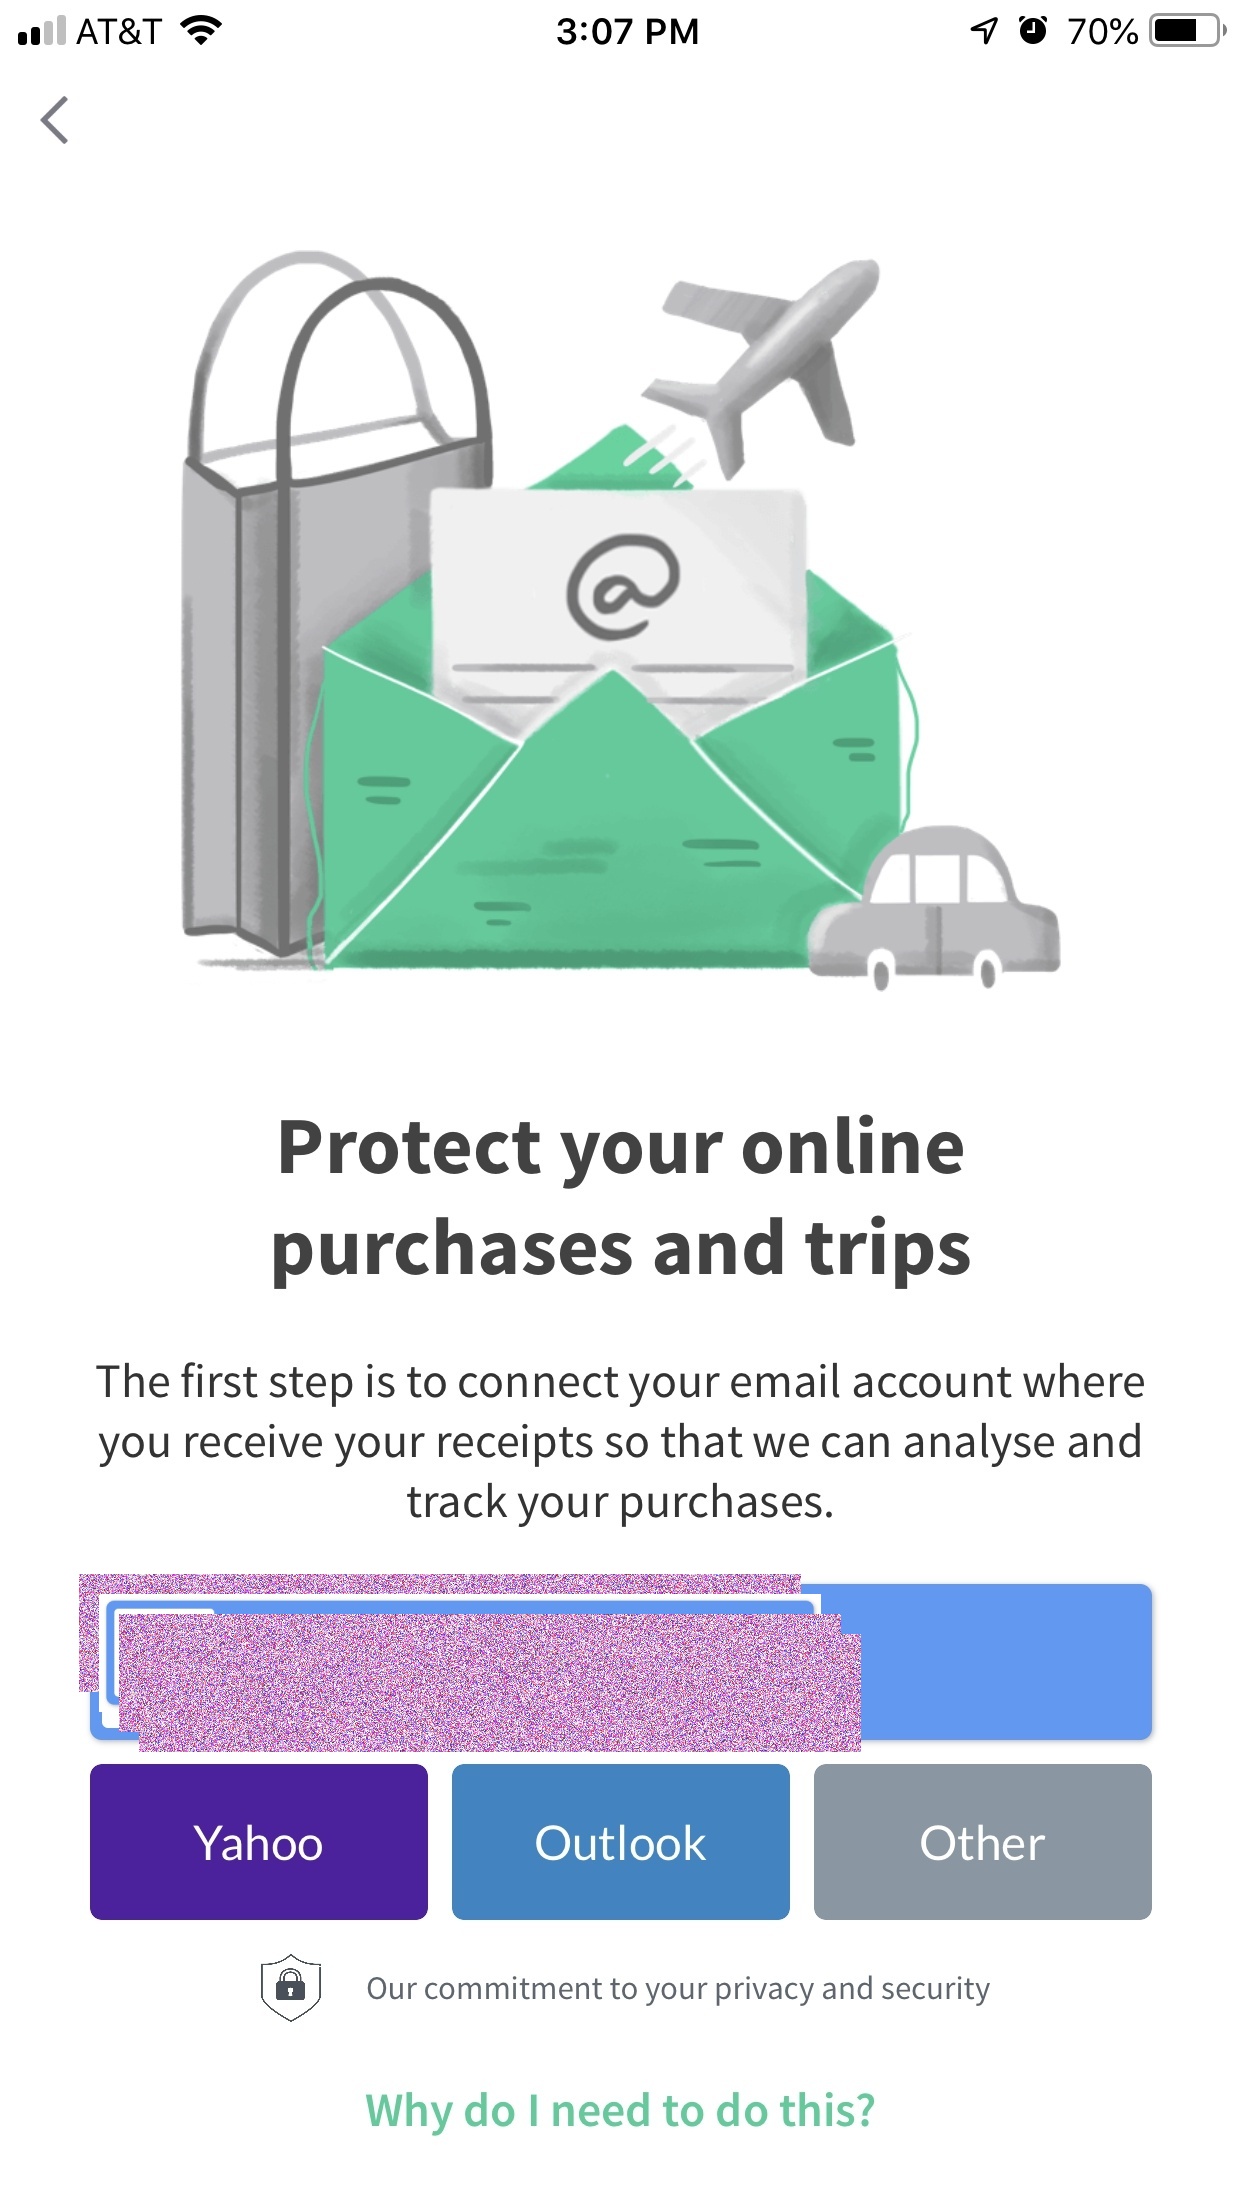 AT&T
3:07 PM
70%
@
Protect your online
purchases and trips
The first step is to connect your email account where
you receive your receipts so that we can analyse and
track your purchases.
Yahoo
Outlook
Other
Our commitment to your privacy and security
Why do I need to do this?